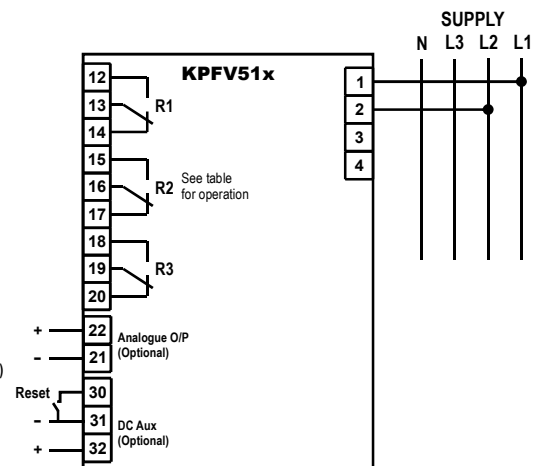 SUPPLY
N L3 L2 L1
KPFV51x
12
13
14
R1
15
16
17
R2
See table
for operation
18
19
20
R3
1
2
3
4
+ 22
- 21
Analogue O/P
(Optional)
)
Reset 30
- 31
+ 32
DC Aux
(Optional)